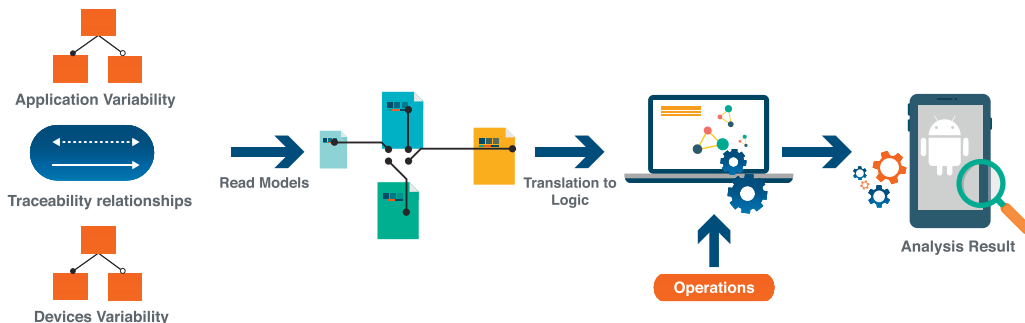 Application Variability
Traceability relationships
Devices Variability
Read Models
Translation to
Logic
Operations
Analysis Result